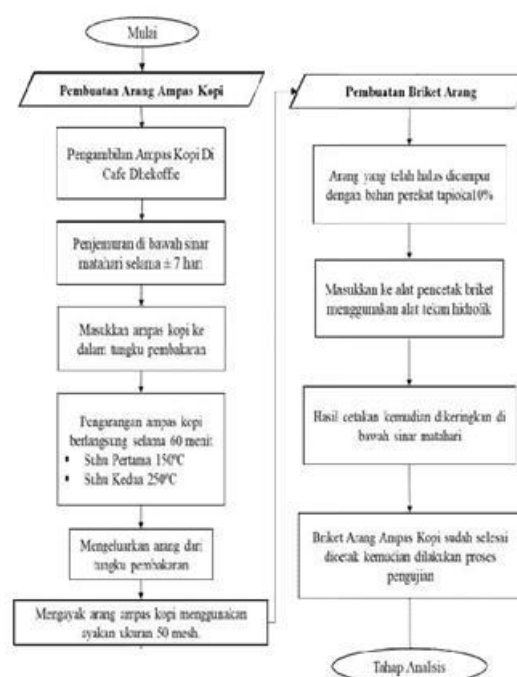 Mulai
Pembuatan Arang Ampas Kopi
Pengambilan Ampas Kopi Di
Cafe Dhekoffie
Penjemuran di bawah sinar
matahari selama ± 7 hari
Masukkan ampas kopi ke
dalam tungku pembakaran
Pengarangan ampas kopi
berlangsung selama 60 menit
▪ Suhu Pertama 150ºC
▪ Suhu Kedua 250ºC
Mengeluarkan arang dari
tungku pembakaran
Mengayak arang ampas kopi menggunakan
ayakan ukuran 50 mesh.
Pembuatan Briket Arang
Arang yang telah halus dicampur
dengan bahan perekat tapioka10%
Masukkan ke alat pencetak briket
menggunakan alat tekan hidrolik
Hasil cetakan kemudian dikeringkan di
bawah sinar matahari
Briket Arang Ampas Kopi sudah selesai
dicetak kemudian dilakukan proses
pengujian
Tahap Analisis